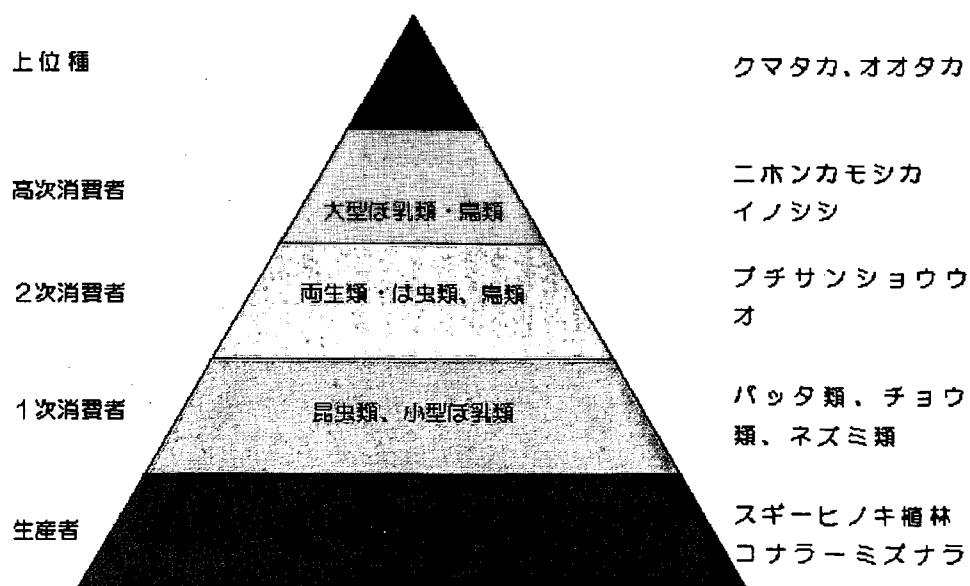 上位種
クマタカ、オオタカ
高次消費者
大型ほ乳類・鳥類
ニホンカモシカ
イノシシ
2次消費者
両生類・は虫類、鳥類
ブチサンショウウ
オ
1次消費者
昆虫類、小型ほ乳類
バッタ類、チョウ
類、ネズミ類
生産者
スギーヒノキ植林
コナラーミズナラ